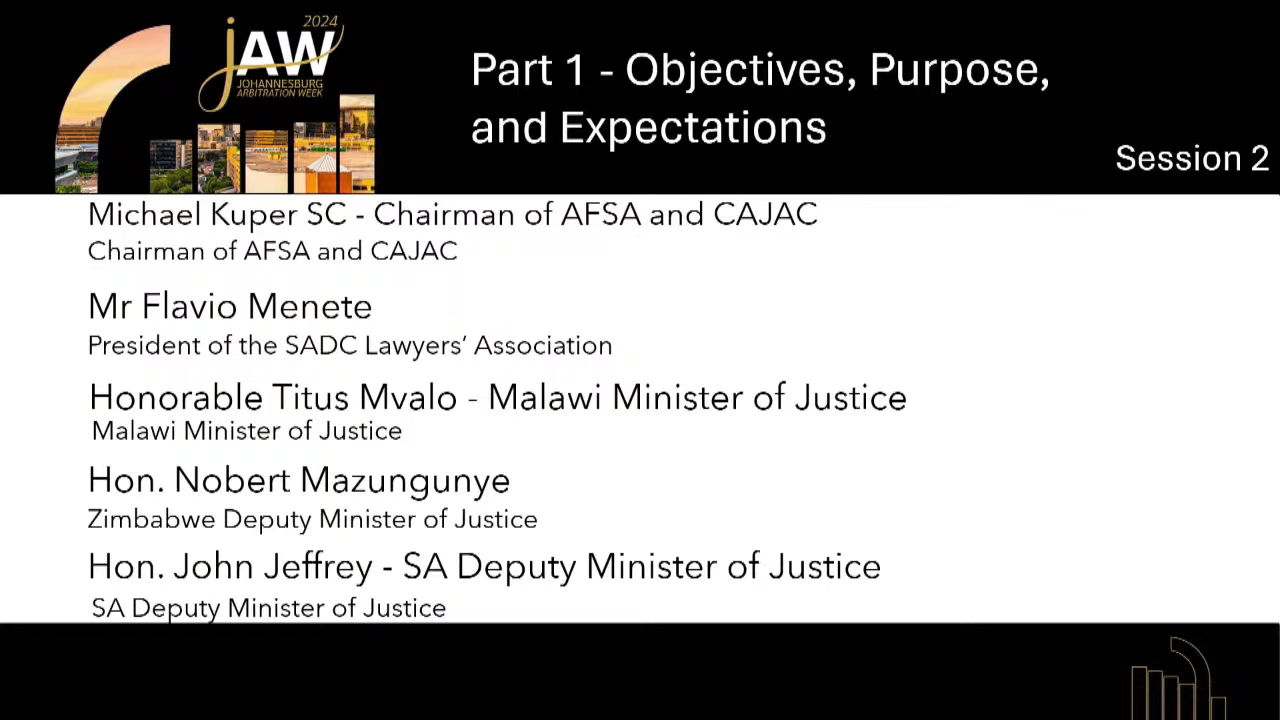 2024
jAW
JOHANNESBURG
ARBITRATION WEEK
Part 1 - Objectives, Purpose,
and Expectations
Session 2
Michael Kuper SC - Chairman of AFSA and CAJAC
Chairman of AFSA and CAJAC
Mr Flavio Menete
President of the SADC Lawyers’ Association
Honorable Titus Mvalo - Malawi Minister of Justice
Malawi Minister of Justice
Hon. Nobert Mazungunye
Zimbabwe Deputy Minister of Justice
Hon. John Jeffrey - SA Deputy Minister of Justice
SA Deputy Minister of Justice